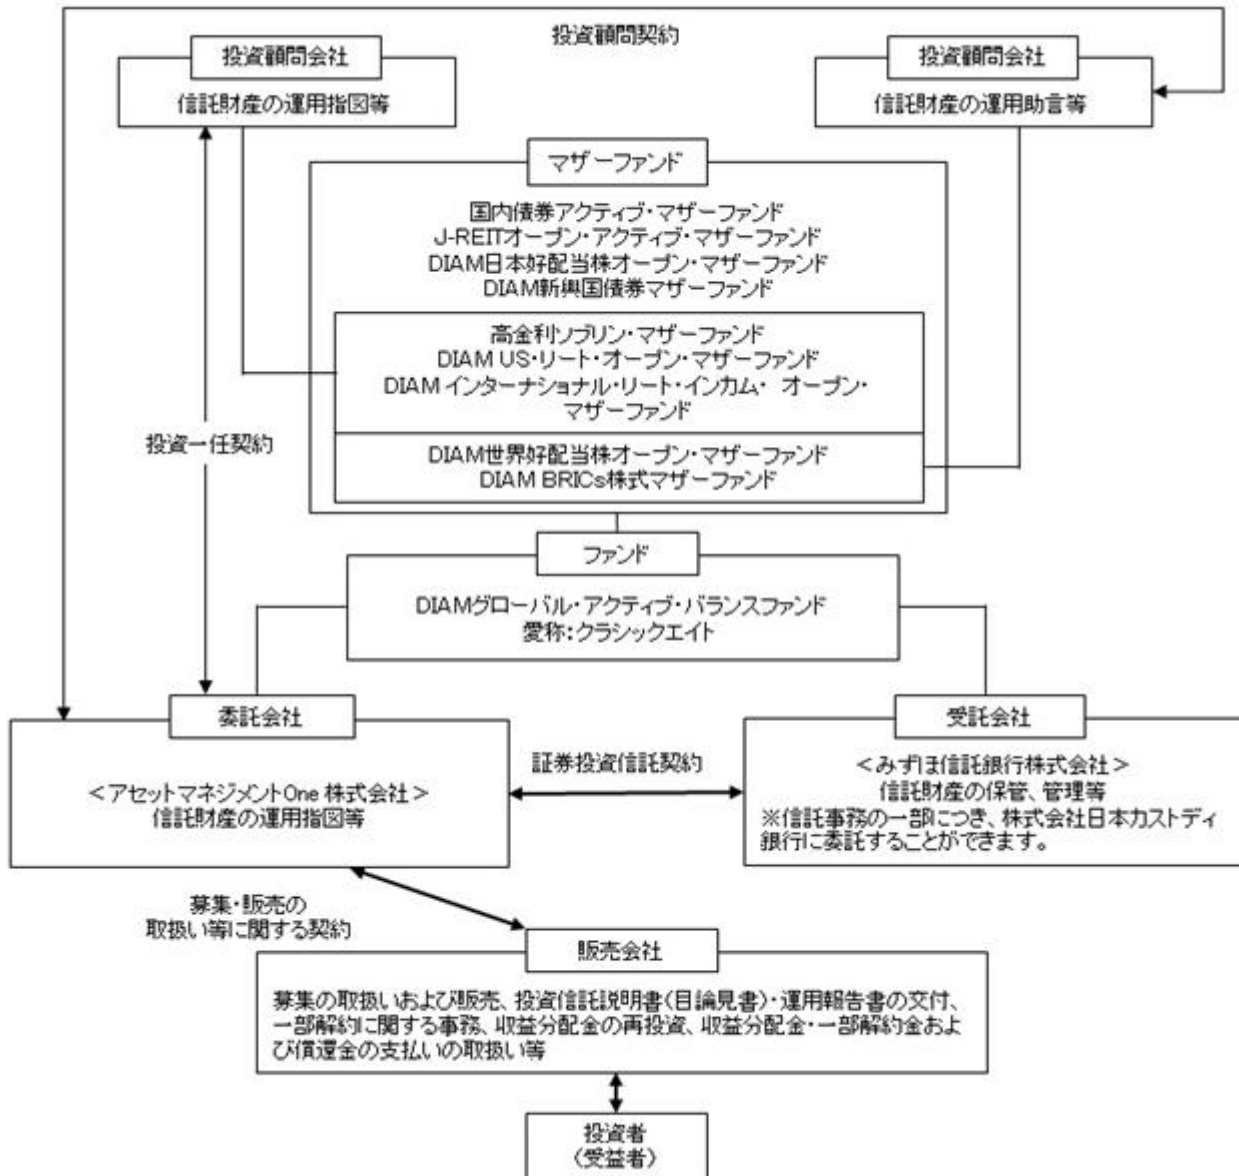 投資顧問契約
投資顧問会社
信託財産の運用指図等
投資顧問会社
信託財産の運用助言等
マザーファンド
国内債券アクティブ・マザーファンド
J-REITオープン・アクティブ・マザーファンド
DIAM日本好配当株オープン・マザーファンド
DIAM新興国債券マザーファンド
高金利ソブリン・マザーファンド
DIAM US・リート・オープン・マザーファンド
DIAM インターナショナル・リート・インカム・ オープン・
マザーファンド
DIAM世界好配当株オープン・マザーファンド
DIAM BRICs株式マザーファンド
投資一任契約
ファンド
DIAMグローバル・アクティブ・バランスファンド
愛称：クラシックエイト
委託会社
＜アセットマネジメントOne 株式会社＞
信託財産の運用指図等
証券投資信託契約
受託会社
＜みずほ信託銀行株式会社＞
信託財産の保管、管理等
※信託事務の一部につき、株式会社日本カストディ
銀行に委託することができます。
募集・販売の
取扱い等に関する契約
販売会社
募集の取扱いおよび販売、投資信託説明書（目論見書）・運用報告書の交付、
一部解約に関する事務、収益分配金の再投資、収益分配金・一部解約金およ
び償還金の支払いの取扱い等
投資者
（受益者）